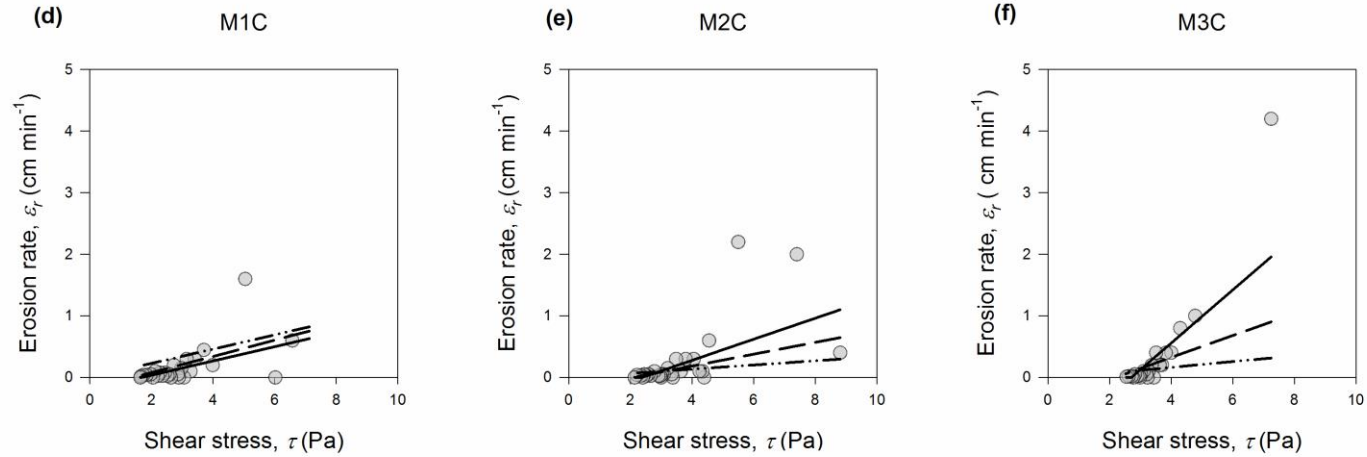 (d)
M1C
Erosion rate, εr (cm min-1)
5
4
3
2
1
0
0 2 4 6 8 10
Shear stress, τ (Pa)
(e)
M2C
Erosion rate, εr (cm min-1)
5
4
3
2
1
0
0 2 4 6 8 10
Shear stress, τ (Pa)
(f)
M3C
Erosion rate, εr ( cm min-1)
5
4
3
2
1
0
0 2 4 6 8 10
Shear stress, τ (Pa)